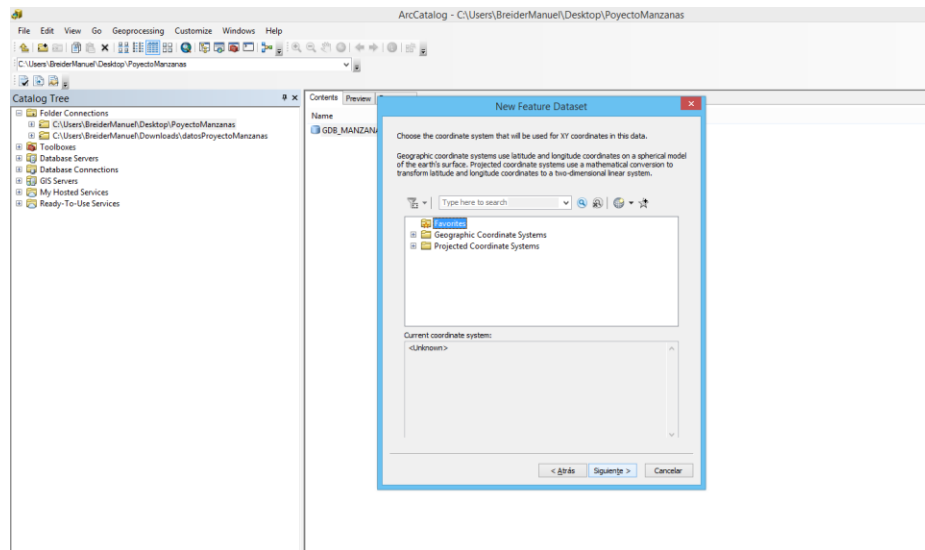 ArcCatalog - C:\Users\BreiderManuel\Desktop\PoyectoManzanas
File Edit View Go Geoprocessing Customize Windows Help
C:\Users\BreiderManuel\Desktop\PoyectoManzanas
Catalog Tree
Folder Connections
C:\Users\BreiderManuel\Desktop\PoyectoManzanas
C:\Users\BreiderManuel\Downloads\datosProyectoManzanas
Toolboxes
Database Servers
Database Connections
GIS Servers
My Hosted Services
Ready-To-Use Services
Contents Preview
Name
GDB_MANZANA
New Feature Dataset
Choose the coordinate system that will be used for XY coordinates in this data.
Geographic coordinate systems use latitude and longitude coordinates on a spherical model
of the earth's surface. Projected coordinate systems use a mathematical conversion to
transform latitude and longitude coordinates to a two-dimensional linear system.
Type here to search
Favorites
Geographic Coordinate Systems
Projected Coordinate Systems
Current coordinate system:
<Unknown>
< Atrás Siguiente > Cancelar